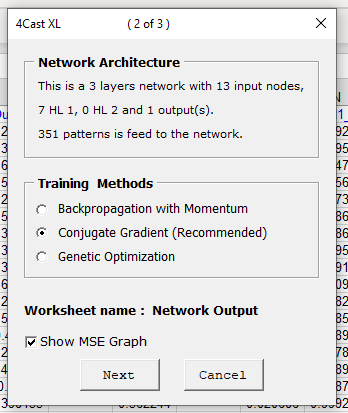 4Cast XL ( 2 of 3 )
Network Architecture
This is a 3 layers network with 13 input nodes,
7 HL 1, 0 HL 2 and 1 output(s).
351 patterns is feed to the network.
Training Methods
Backpropagation with Momentum
Conjugate Gradient (Recommended)
Genetic Optimization
Worksheet name : Network Output
Show MSE Graph
Next Cancel